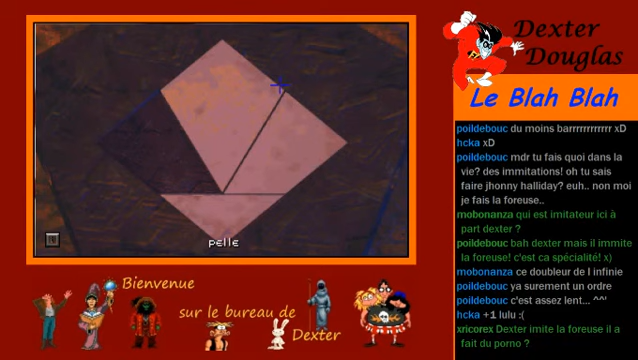 Dexter
Douglas
Le Blah Blah
poildebouc du moins barrrrrrrrrrrr xD
hcka xD
poildebouc mdr tu fais quoi dans la
vie? des immitations! oh tu sais
faire jhonny halliday? euh.. non moi
je fais la foreuse..
mobonanza qui est imitateur ici à
part dexter ?
poildebouc bah dexter mais il immite
la foreuse! c'est ca spécialité! x)
mobonanza ce doubleur de l infinie
poildebouc ya surement un ordre
poildebouc c'est assez lent... ^^'
hcka +1 lulu :(
xricorex Dexter imite la foreuse il a
fait du porno ?
pelle
Bienvenue
sur le bureau de
Dexter